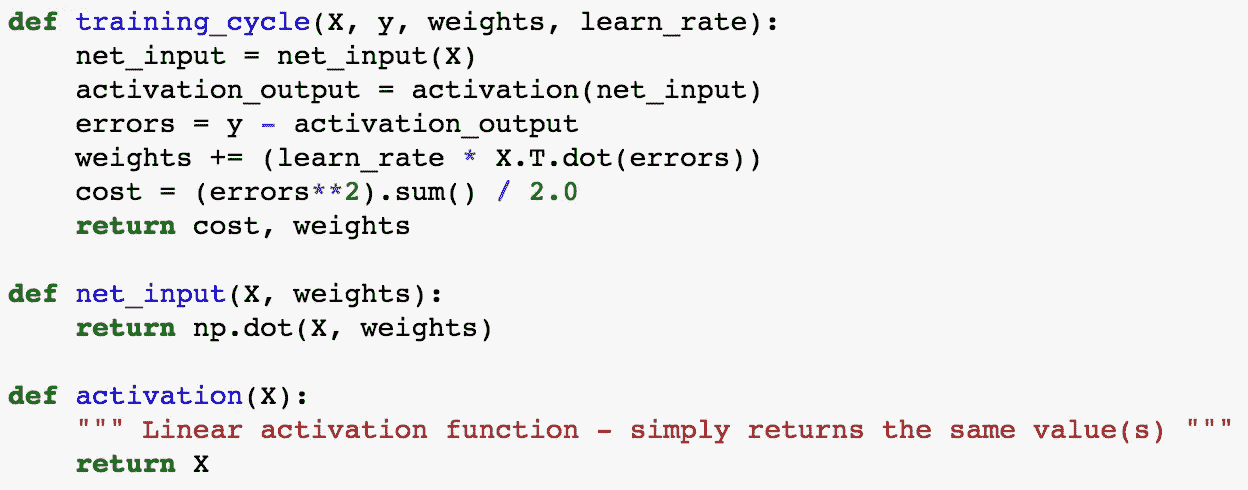 def training_cycle(X, y, weights, learn_rate):
    net_input = net_input(X)
    activation_output = activation(net_input)
    errors = y - activation_output
    weights += (learn_rate * X.T.dot(errors))
    cost = (errors**2).sum() / 2.0
    return cost, weights

def net_input(X, weights):
    return np.dot(X, weights)

def activation(X):
    """ Linear activation function - simply returns the same value(s) """
    return X